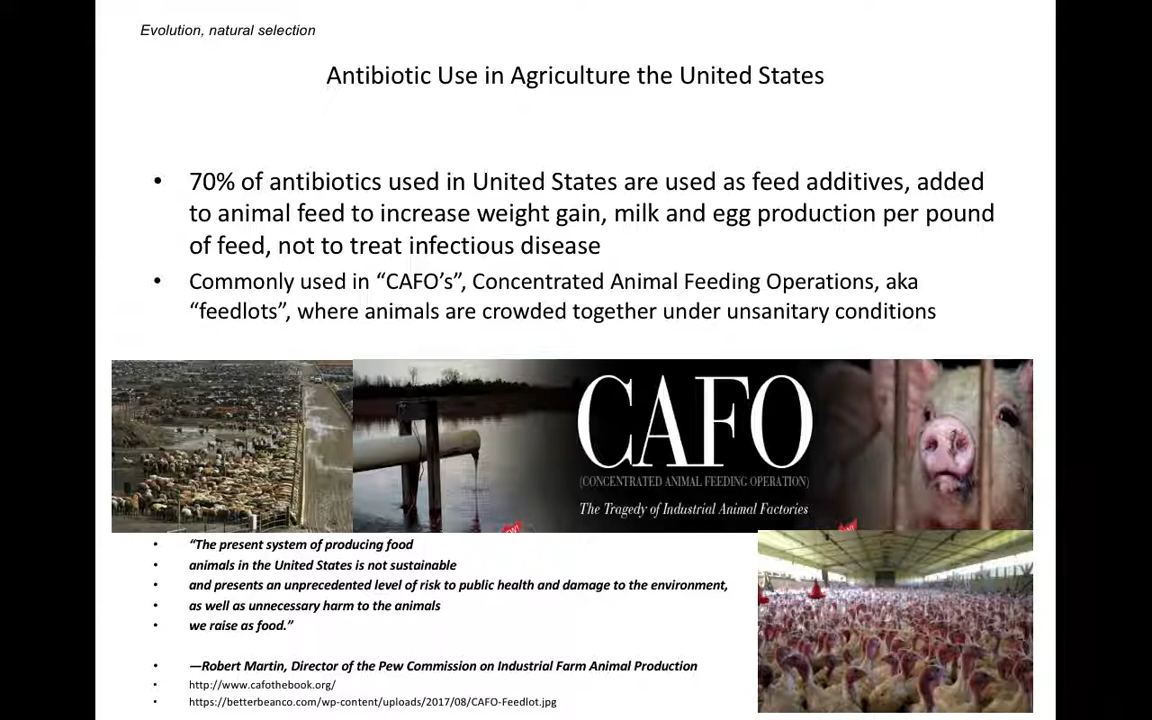 Evolution, natural selection
Antibiotic Use in Agriculture the United States
• 70% of antibiotics used in United States are used as feed additives, added
to animal feed to increase weight gain, milk and egg production per pound
of feed, not to treat infectious disease
• Commonly used in “CAFO’s”, Concentrated Animal Feeding Operations, aka
“feedlots”, where animals are crowded together under unsanitary conditions
CAFO
(CONCENTRATED ANIMAL FEEDING OPERATION)
The Tragedy of Industrial Animal Factories
• “The present system of producing food
• animals in the United States is not sustainable
• and presents an unprecedented level of risk to public health and damage to the environment,
• as well as unnecessary harm to the animals
• we raise as food.”
• —Robert Martin, Director of the Pew Commission on Industrial Farm Animal Production
• http://www.cafothebook.org/
• https://betterbeanco.com/wp-content/uploads/2017/08/CAFO-Feedlot.jpg